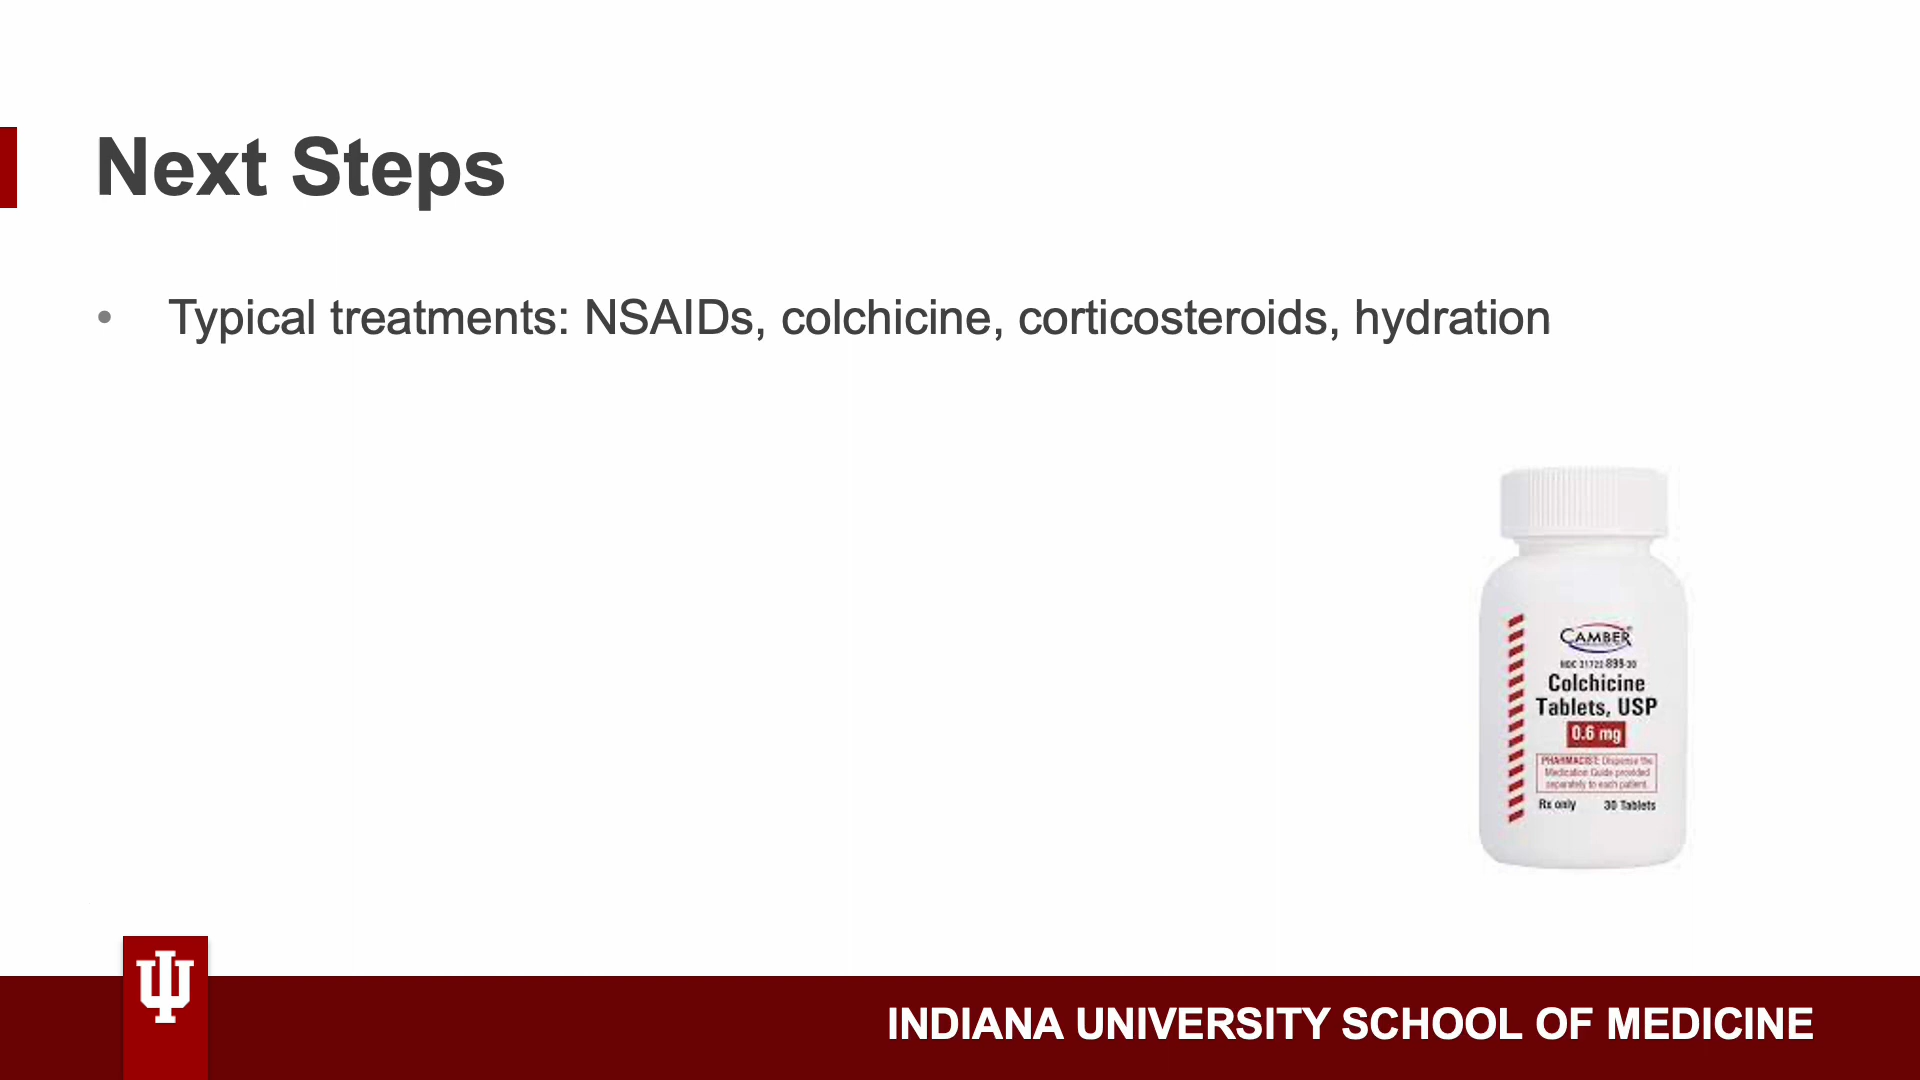 Next Steps
• Typical treatments: NSAIDs, colchicine, corticosteroids, hydration
CAMBER
NDC 31722-899-30
Colchicine
Tablets, USP
0.6 mg
PHARMACIST: Dispense the
Medication Guide provided
separately to each patient.
Rx only 30 Tablets
INDIANA UNIVERSITY SCHOOL OF MEDICINE